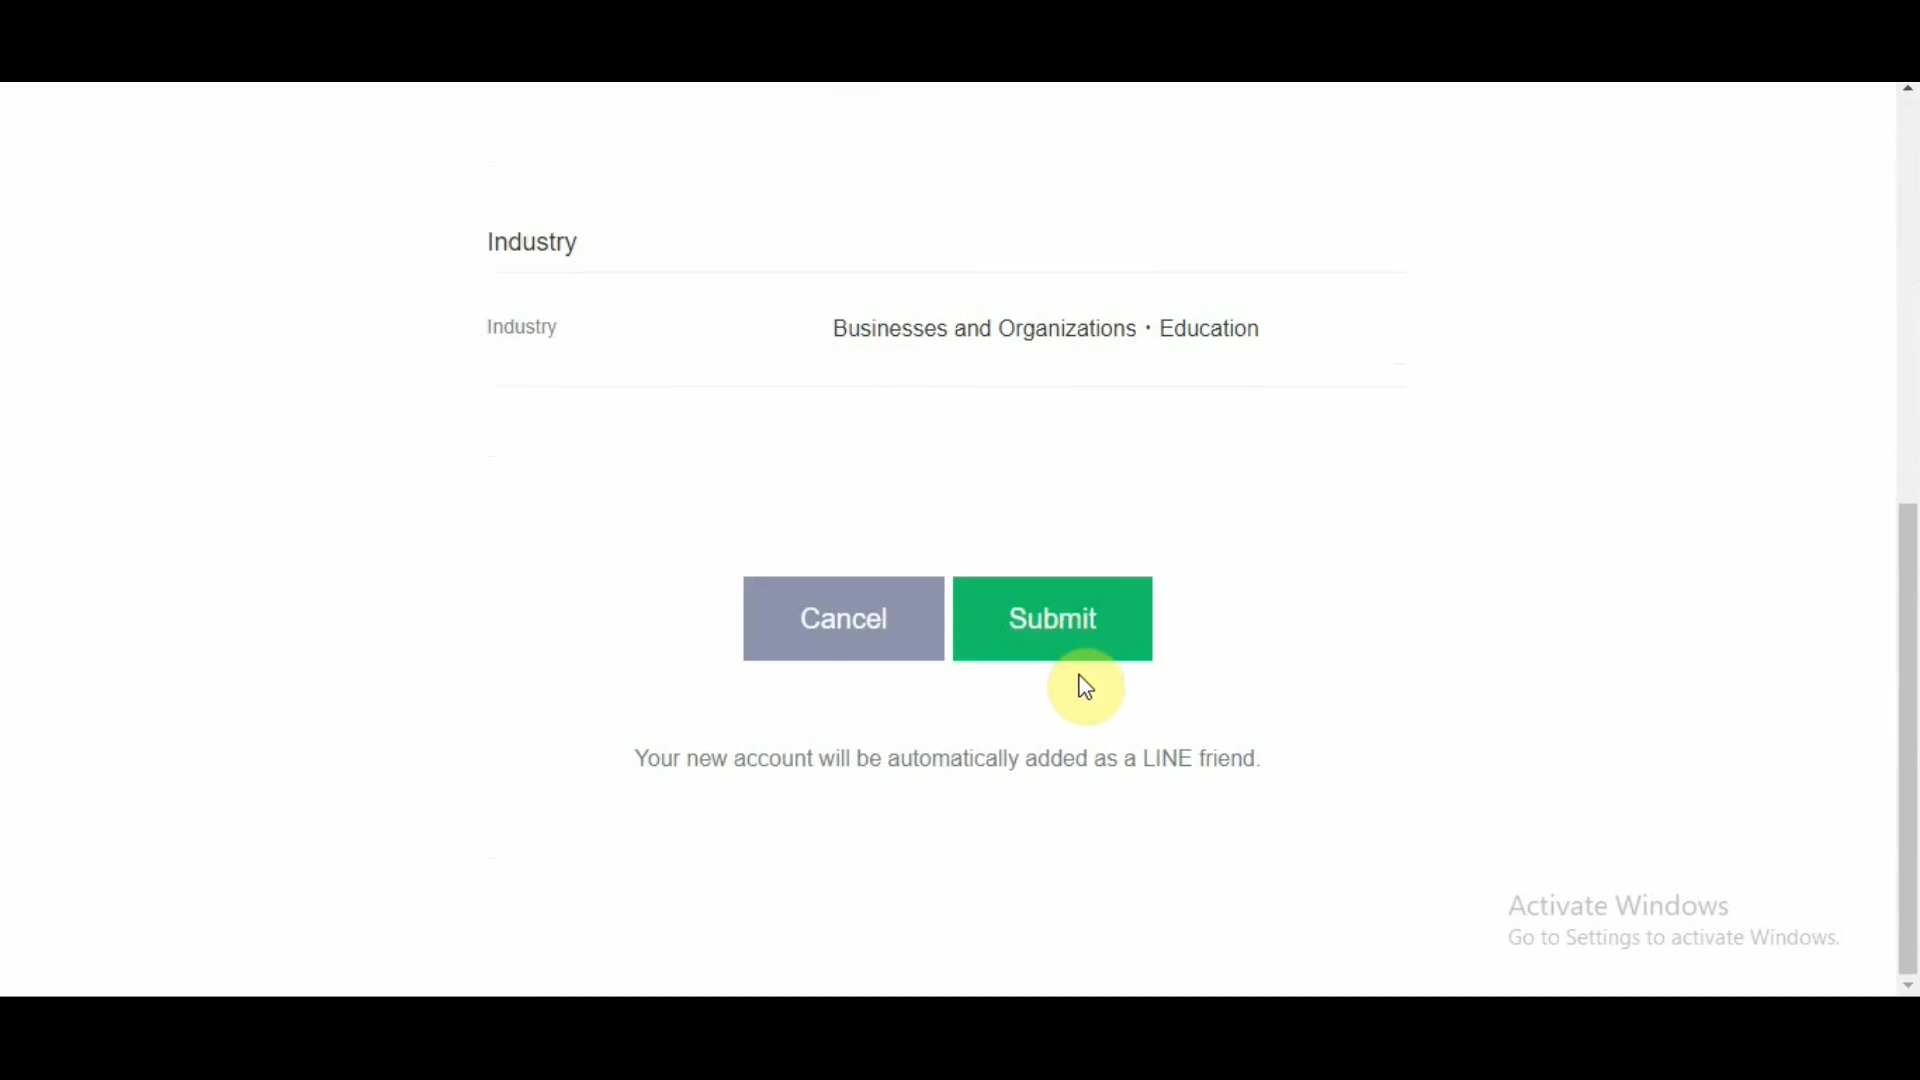 Industry
Industry
Businesses and Organizations・Education
Cancel
Submit
Your new account will be automatically added as a LINE friend.
Activate Windows
Go to Settings to activate Windows.